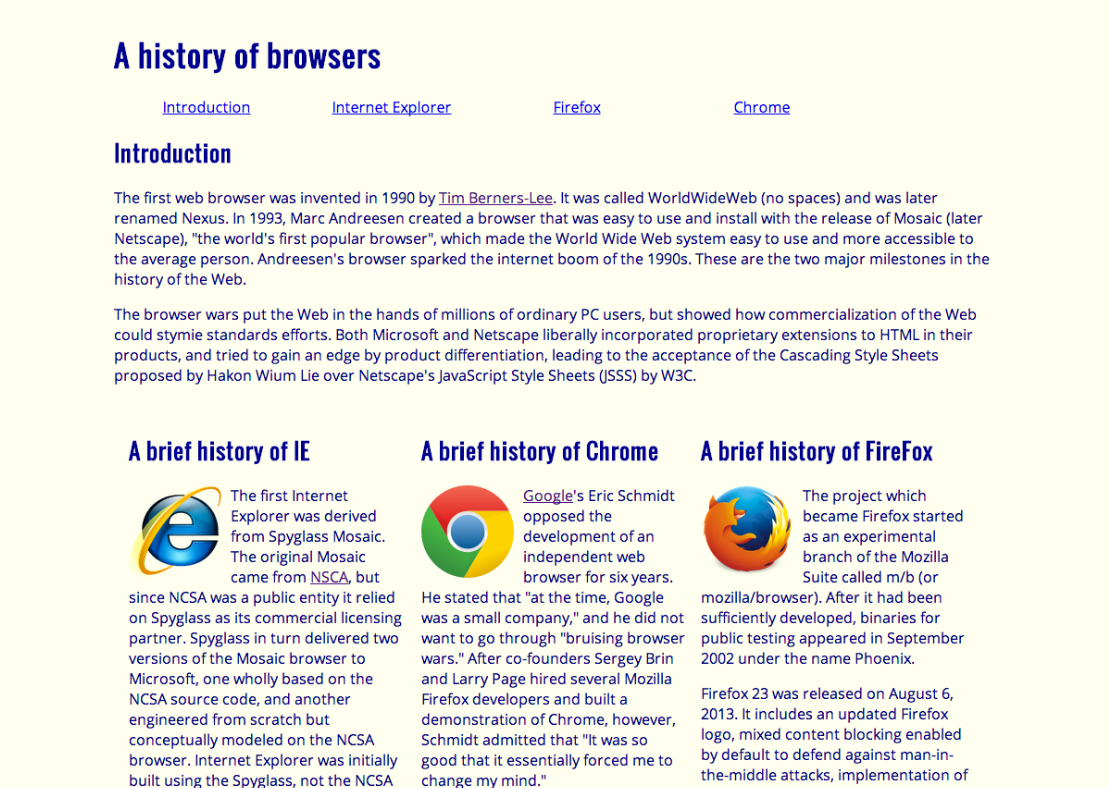 A history of browsers
Introduction Internet Explorer Firefox Chrome
Introduction
The first web browser was invented in 1990 by Tim Berners-Lee. It was called WorldWideWeb (no spaces) and was later
renamed Nexus. In 1993, Marc Andreesen created a browser that was easy to use and install with the release of Mosaic (later
Netscape), "the world's first popular browser", which made the World Wide Web system easy to use and more accessible to
the average person. Andreesen's browser sparked the internet boom of the 1990s. These are the two major milestones in the
history of the Web.
The browser wars put the Web in the hands of millions of ordinary PC users, but showed how commercialization of the Web
could stymie standards efforts. Both Microsoft and Netscape liberally incorporated proprietary extensions to HTML in their
products, and tried to gain an edge by product differentiation, leading to the acceptance of the Cascading Style Sheets
proposed by Hakon Wium Lie over Netscape's JavaScript Style Sheets (JSSS) by W3C.
A brief history of IE
The first Internet
Explorer was derived
from Spyglass Mosaic.
The original Mosaic
came from NSCA, but
since NCSA was a public entity it relied
on Spyglass as its commercial licensing
partner. Spyglass in turn delivered two
versions of the Mosaic browser to
Microsoft, one wholly based on the
NCSA source code, and another
engineered from scratch but
conceptually modeled on the NCSA
browser. Internet Explorer was initially
built using the Spyglass, not the NCSA
A brief history of Chrome
Google's Eric Schmidt
opposed the
development of an
independent web
browser for six years.
He stated that "at the time, Google
was a small company," and he did not
want to go through "bruising browser
wars." After co-founders Sergey Brin
and Larry Page hired several Mozilla
Firefox developers and built a
demonstration of Chrome, however,
Schmidt admitted that "It was so
good that it essentially forced me to
change my mind."
A brief history of FireFox
The project which
became Firefox started
as an experimental
branch of the Mozilla
Suite called m/b (or
mozilla/browser). After it had been
sufficiently developed, binaries for
public testing appeared in September
2002 under the name Phoenix.
Firefox 23 was released on August 6,
2013. It includes an updated Firefox
logo, mixed content blocking enabled
by default to defend against man-in-
the-middle attacks, implementation of